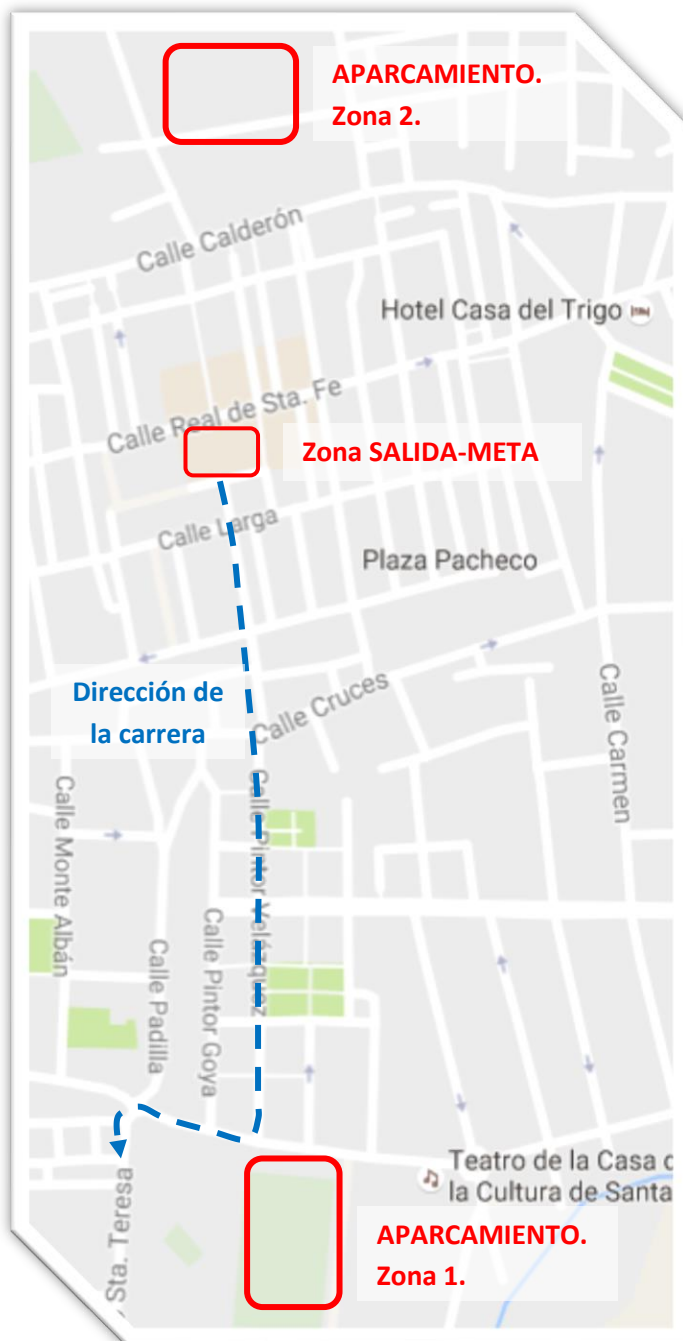 APARCAMIENTO.
Zona 2.
Calle Calderón
Hotel Casa del Trigo
Calle Real de Sta. Fe
Zona SALIDA-META
Calle Larga
Plaza Pacheco
Dirección de
la carrera
Calle Cruces
Calle Carmen
Calle Monte Albán
Calle Pintor Velázquez
Calle Padilla
Calle Pintor Goya
Teatro de la Casa
la Cultura de Santa
Sta. Teresa
APARCAMIENTO.
Zona 1.